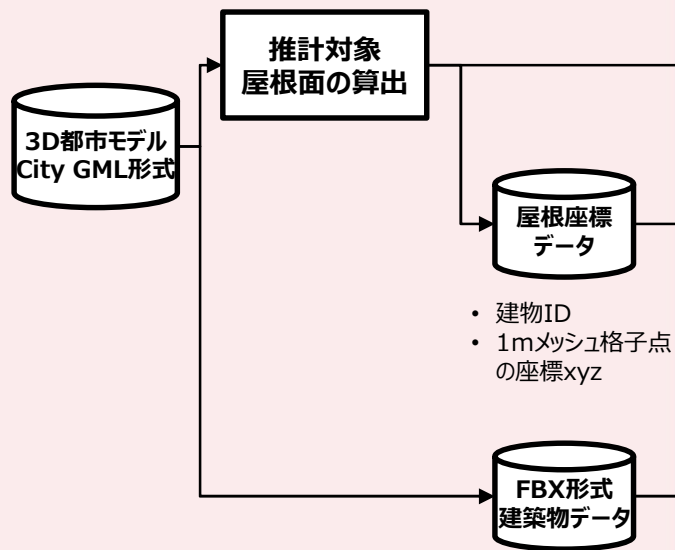 推計対象
屋根面の算出
3D都市モデル
City GML形式
屋根座標
データ
• 建物ID
• 1mメッシュ格子点
の座標xyz
FBX形式
建築物データ